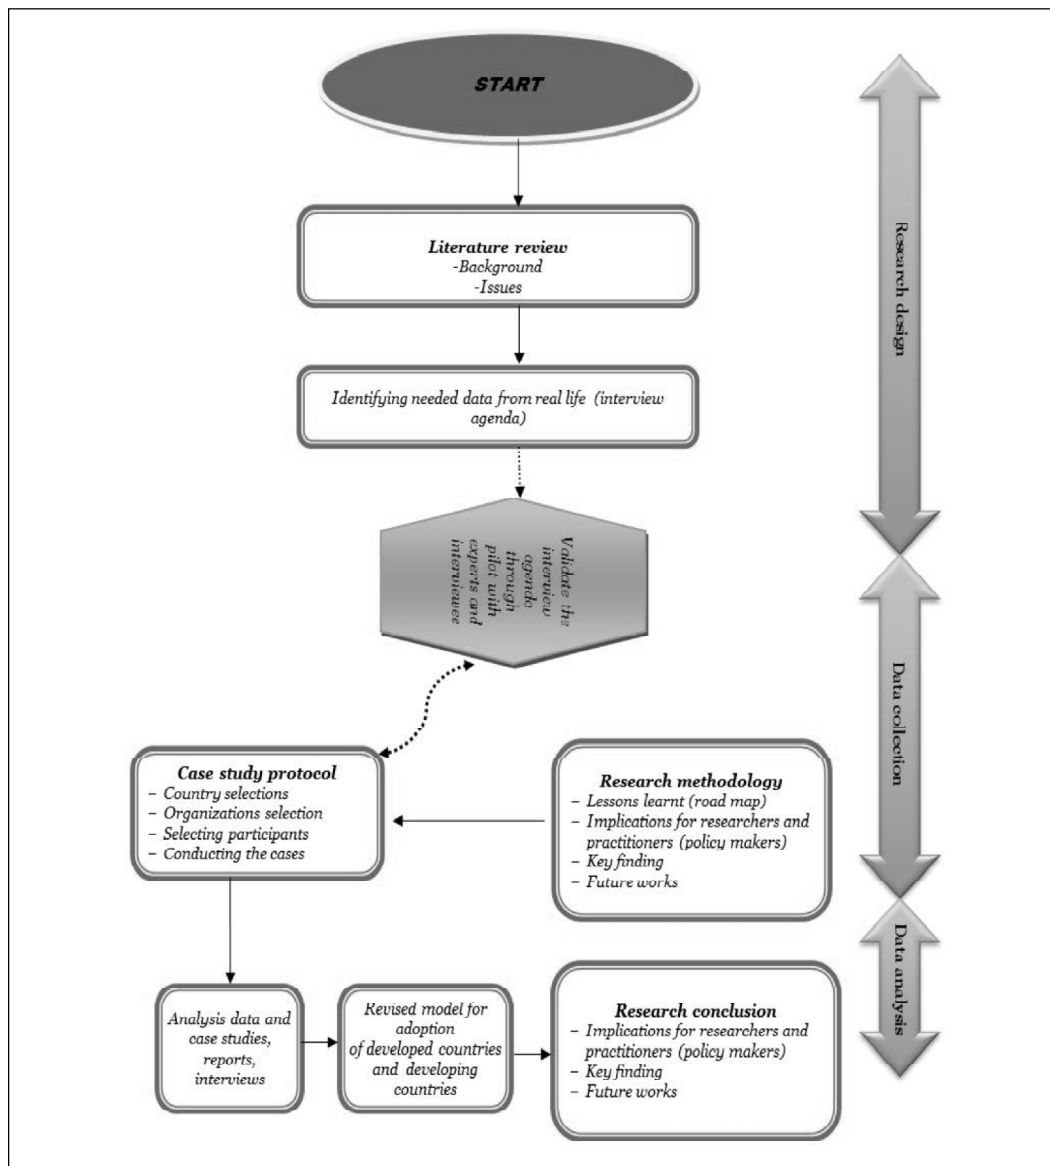 START
Literature review
-Background
-Issues
Identifying needed data from real life (interview
agenda)
Validate the
interview
agenda
through
pilot with
experts and
interviewee
Case study protocol
– Country selections
– Organizations selection
– Selecting participants
– Conducting the cases
Research methodology
– Lessons learnt (road map)
– Implications for researchers and
practitioners (policy makers)
– Key finding
– Future works
Analysis data and
case studies,
reports,
interviews
Revised model for
adoption
of developed countries
and developing
countries
Research conclusion
– Implications for researchers and
practitioners (policy makers)
– Key finding
– Future works
Research design
Data collection
Data analysis